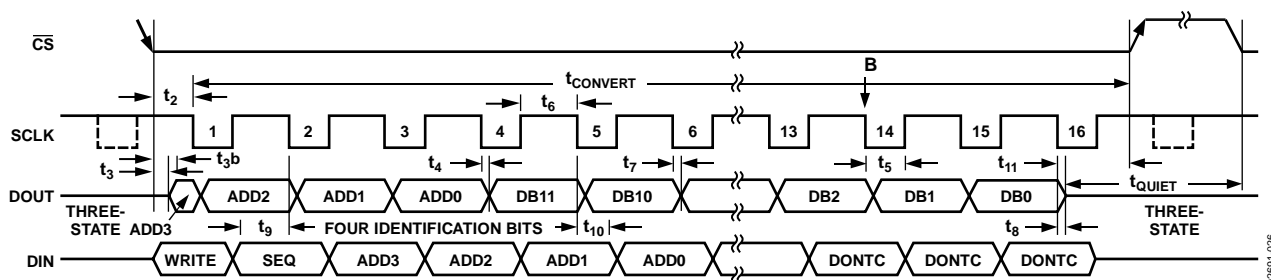 CS
B
tCONVERT
t2
t6
SCLK
1 2 3 4 5 6 13 14 15 16
t3b
t3
t4
t7
t5
t11
DOUT
ADD2 ADD1 ADD0 DB11 DB10 DB2 DB1 DB0
tQUIET
THREE-
STATE
ADD3
t9
FOUR IDENTIFICATION BITS
t10
t8
THREE-
STATE
DIN
WRITE SEQ ADD3 ADD2 ADD1 ADD0 DONTC DONTC DONTC